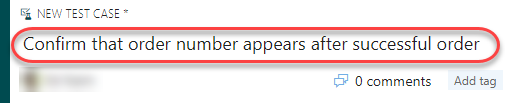 NEW TEST CASE *
Confirm that order number appears after successful order
0 comments Add tag